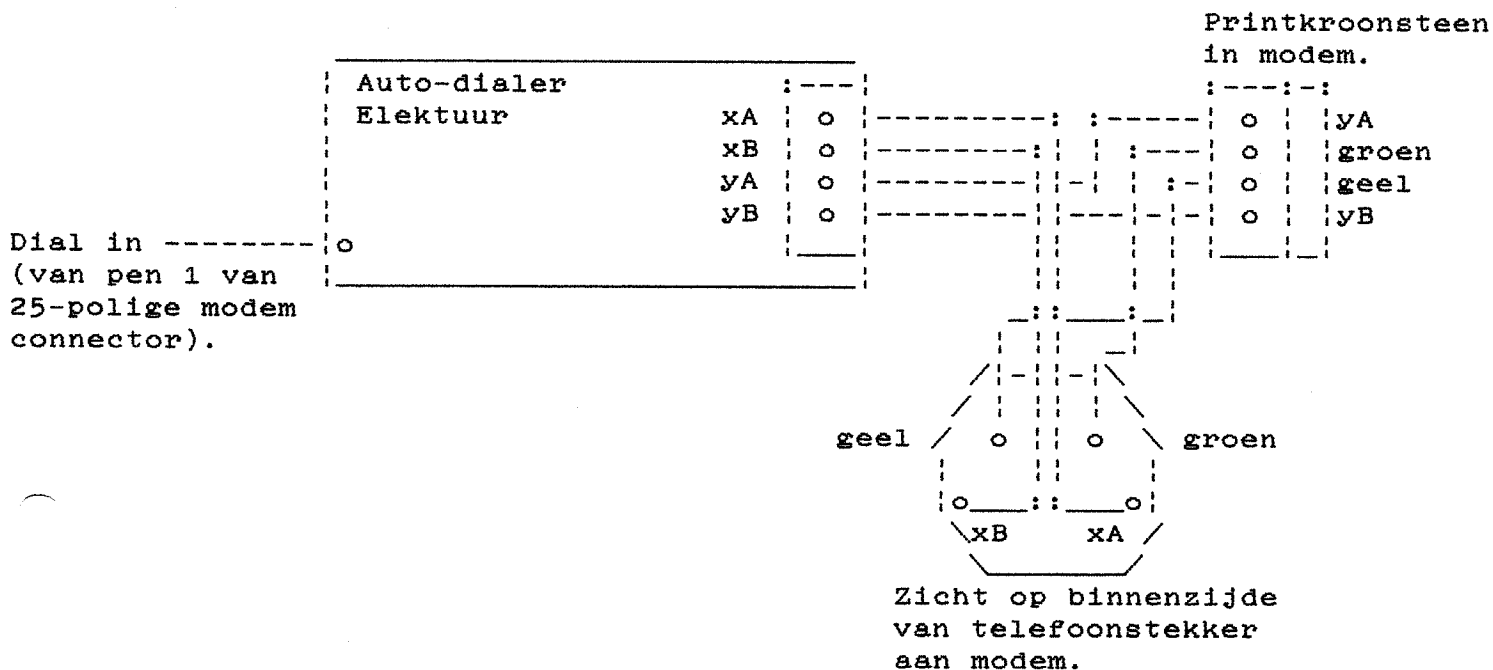 Printkroonsteen
in modem.
Auto-dialer
Elektuur
xA
xB
yA
yB
yA
groen
geel
yB
Dial in
(van pen 1 van
25-polige modem
connector).
geel
groen
xB
xA
Zicht op binnenzijde
van telefoonstekker
aan modem.